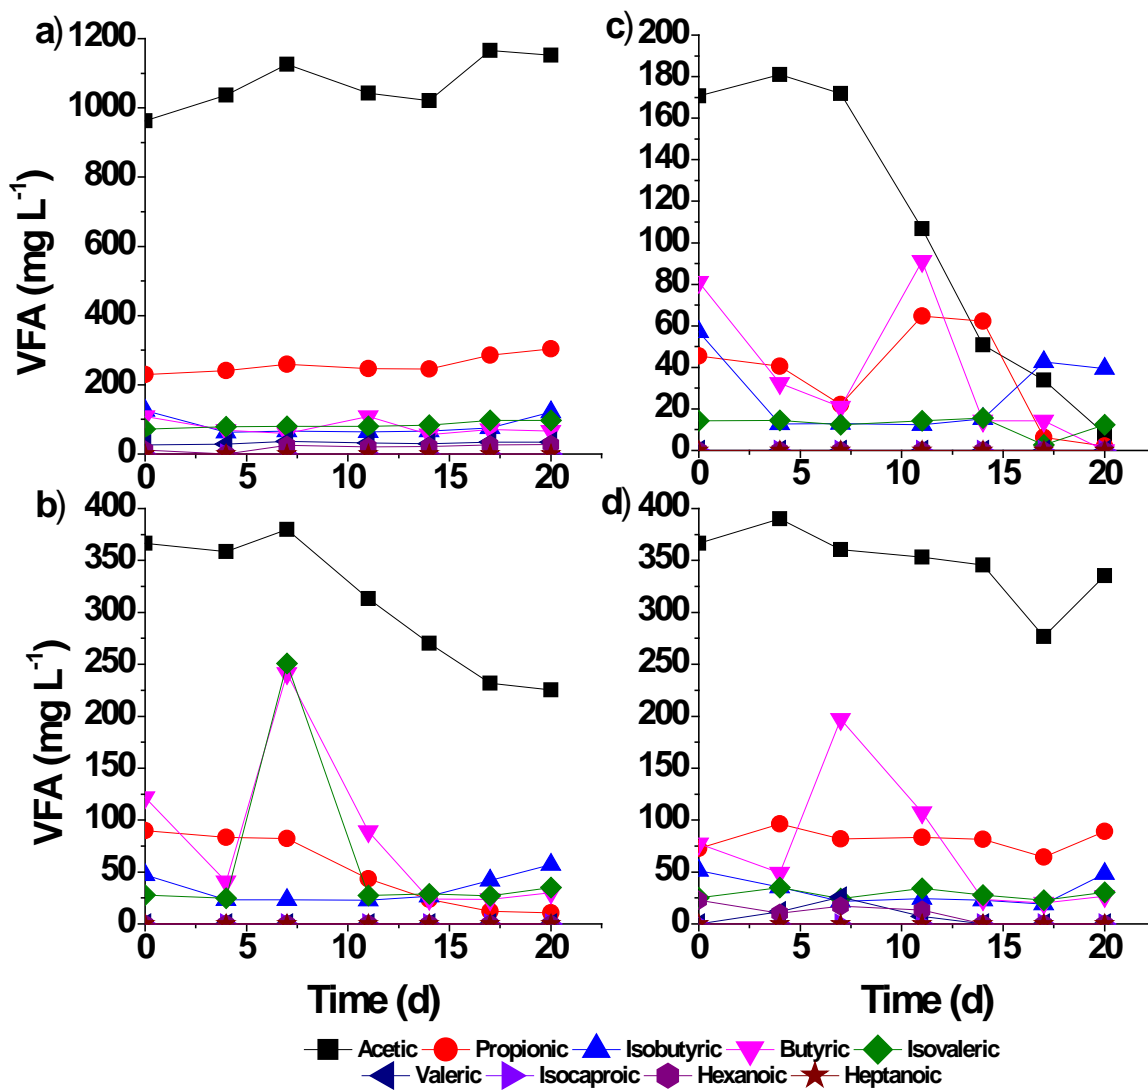 a)
1200
1000
800
600
400
200
0
0 5 10 15 20
VFA (mg L⁻¹)
c)
200
180
160
140
120
100
80
60
40
20
0
0 5 10 15 20
b)
400
350
300
250
200
150
100
50
0
0 5 10 15 20
VFA (mg L⁻¹)
Time (d)
d)
400
350
300
250
200
150
100
50
0
0 5 10 15 20
Time (d)
Acetic Propionic Isobutyric Butyric Isovaleric
Valeric Isocaproic Hexanoic Heptanoic